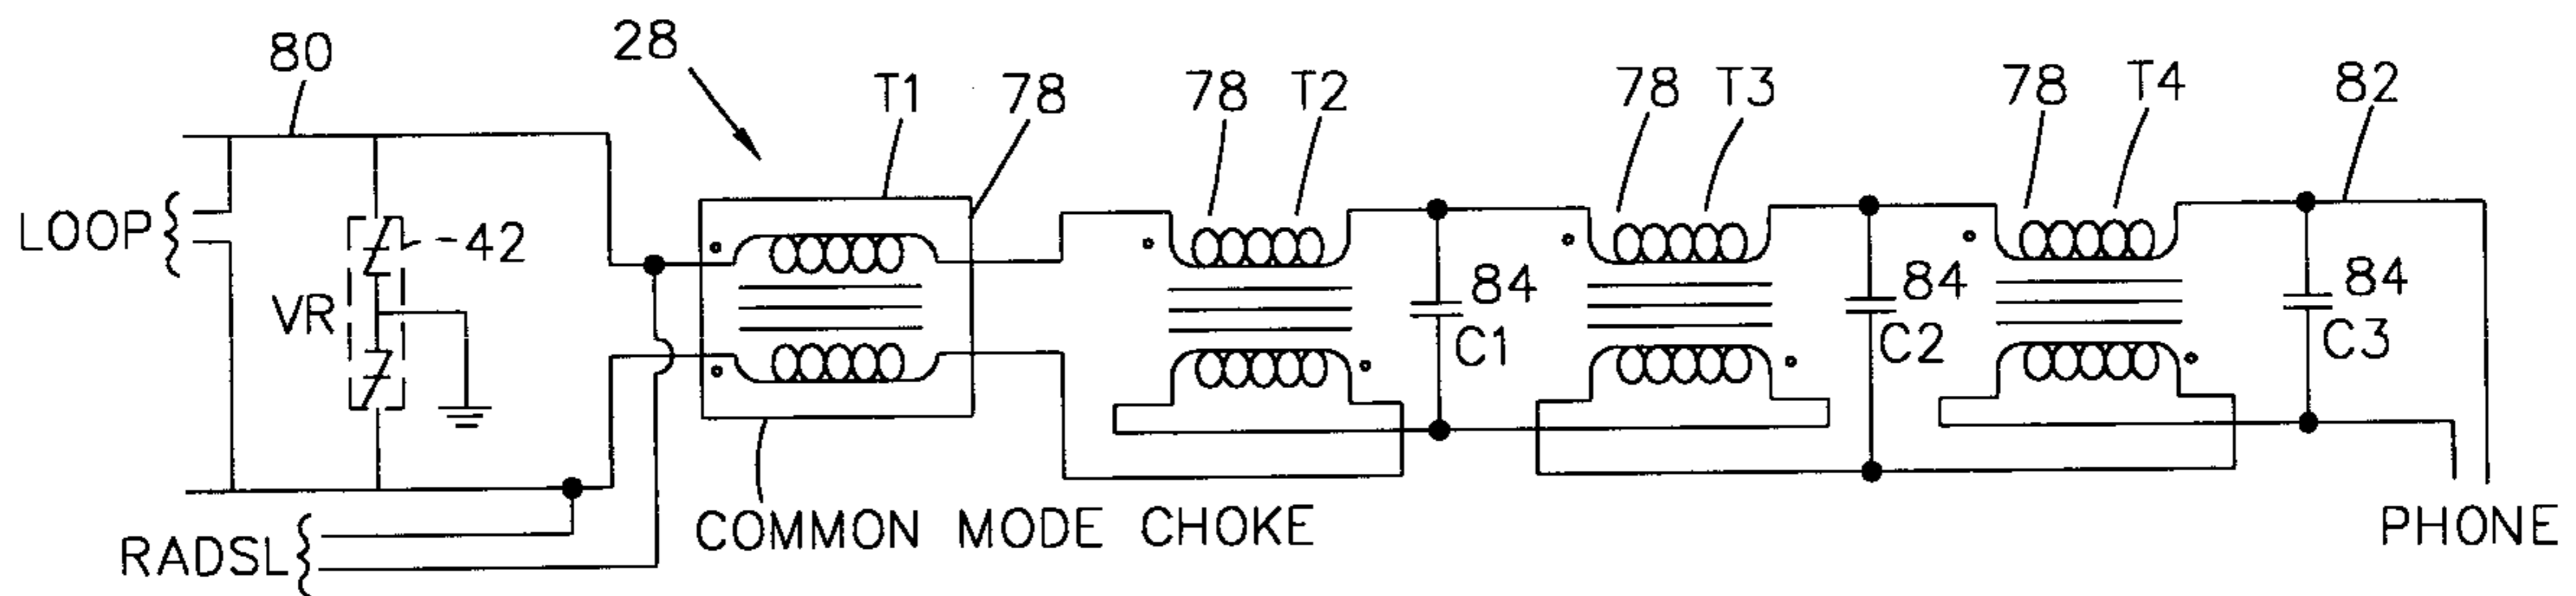 80
28
T1
78
78
T2
78
T3
78
T4
82
LOOP
-42
VR
84
C1
84
C2
84
C3
COMMON MODE CHOKE
RADSL
PHONE